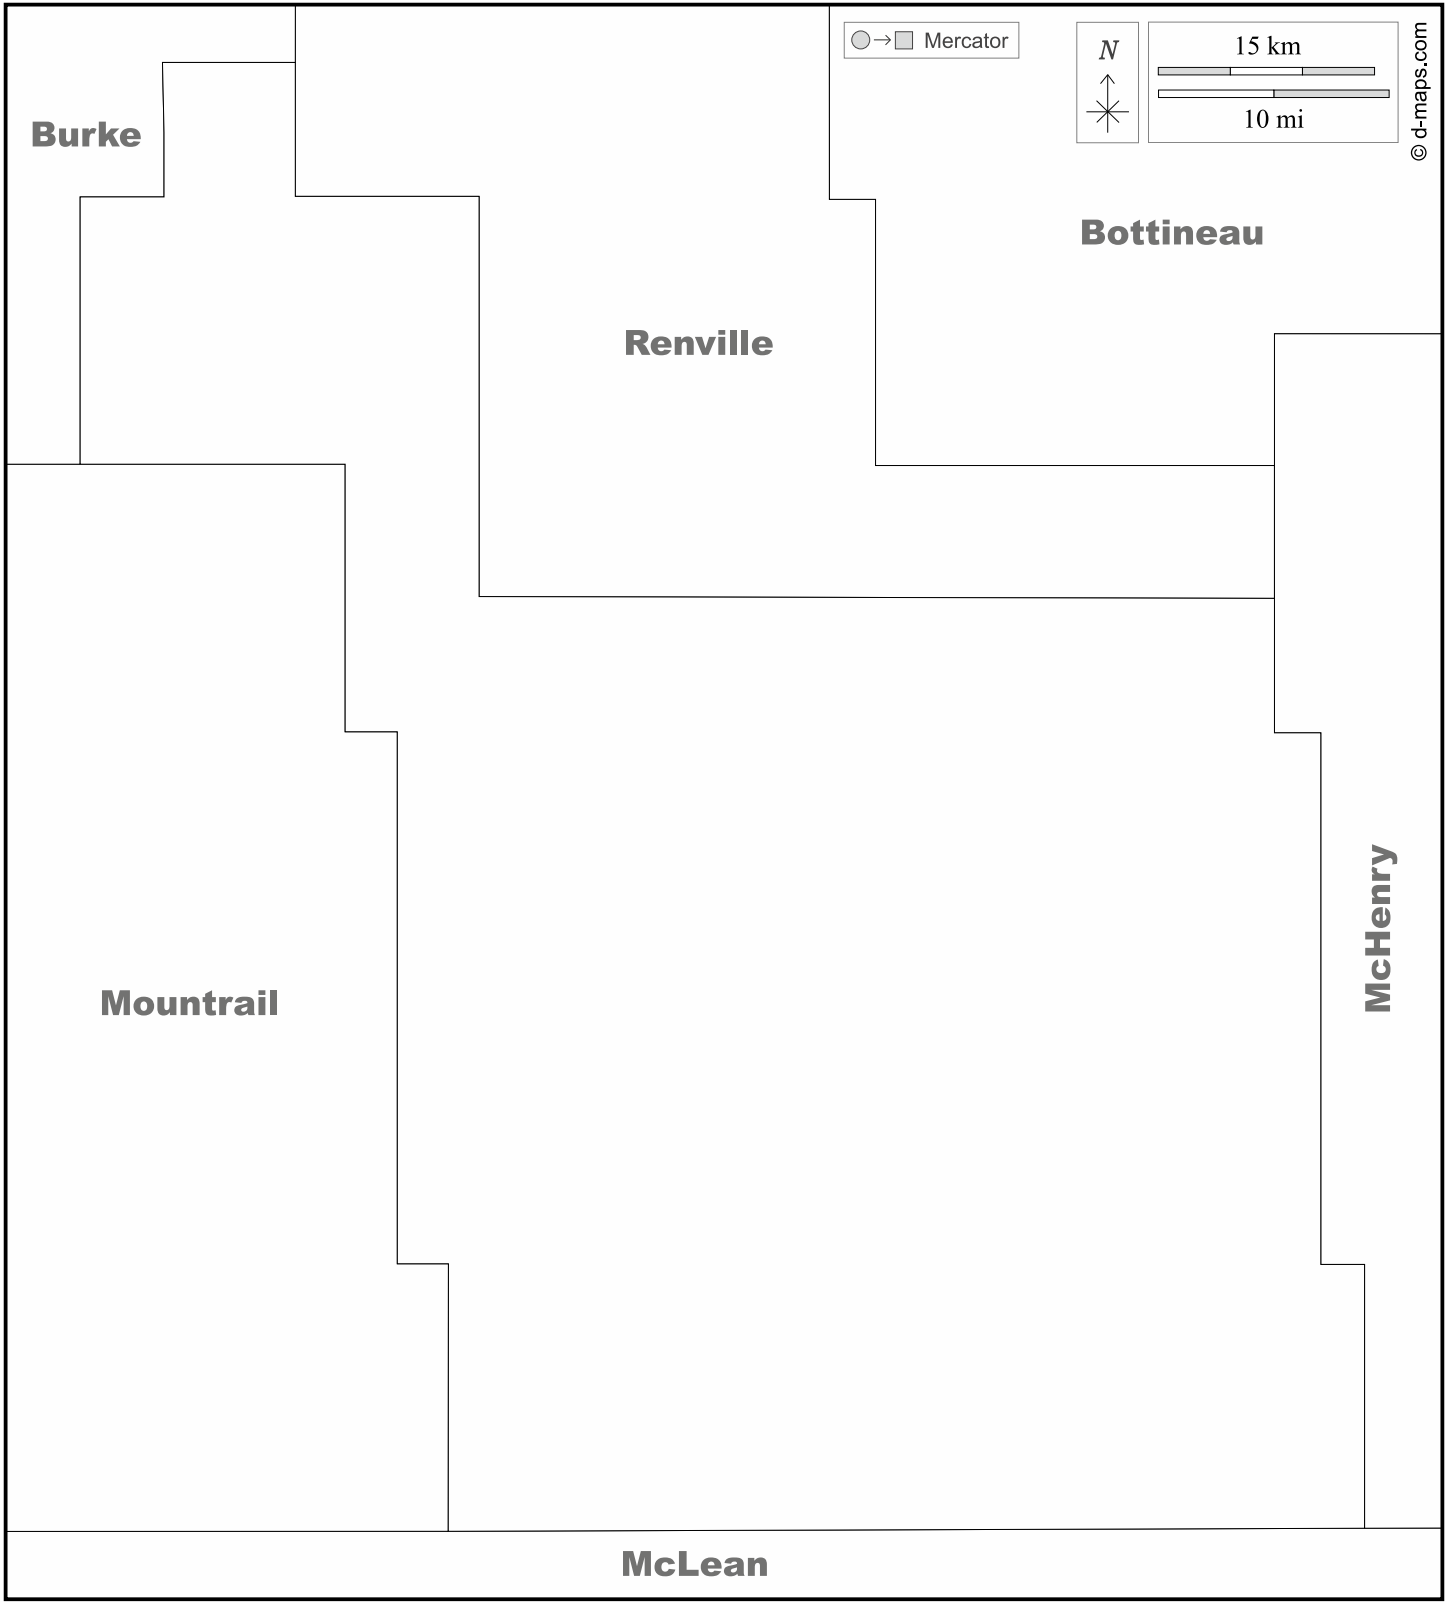 Mercator
N
15 km
10 mi
© d-maps.com
Burke
Bottineau
Renville
McHenry
Mountrail
McLean